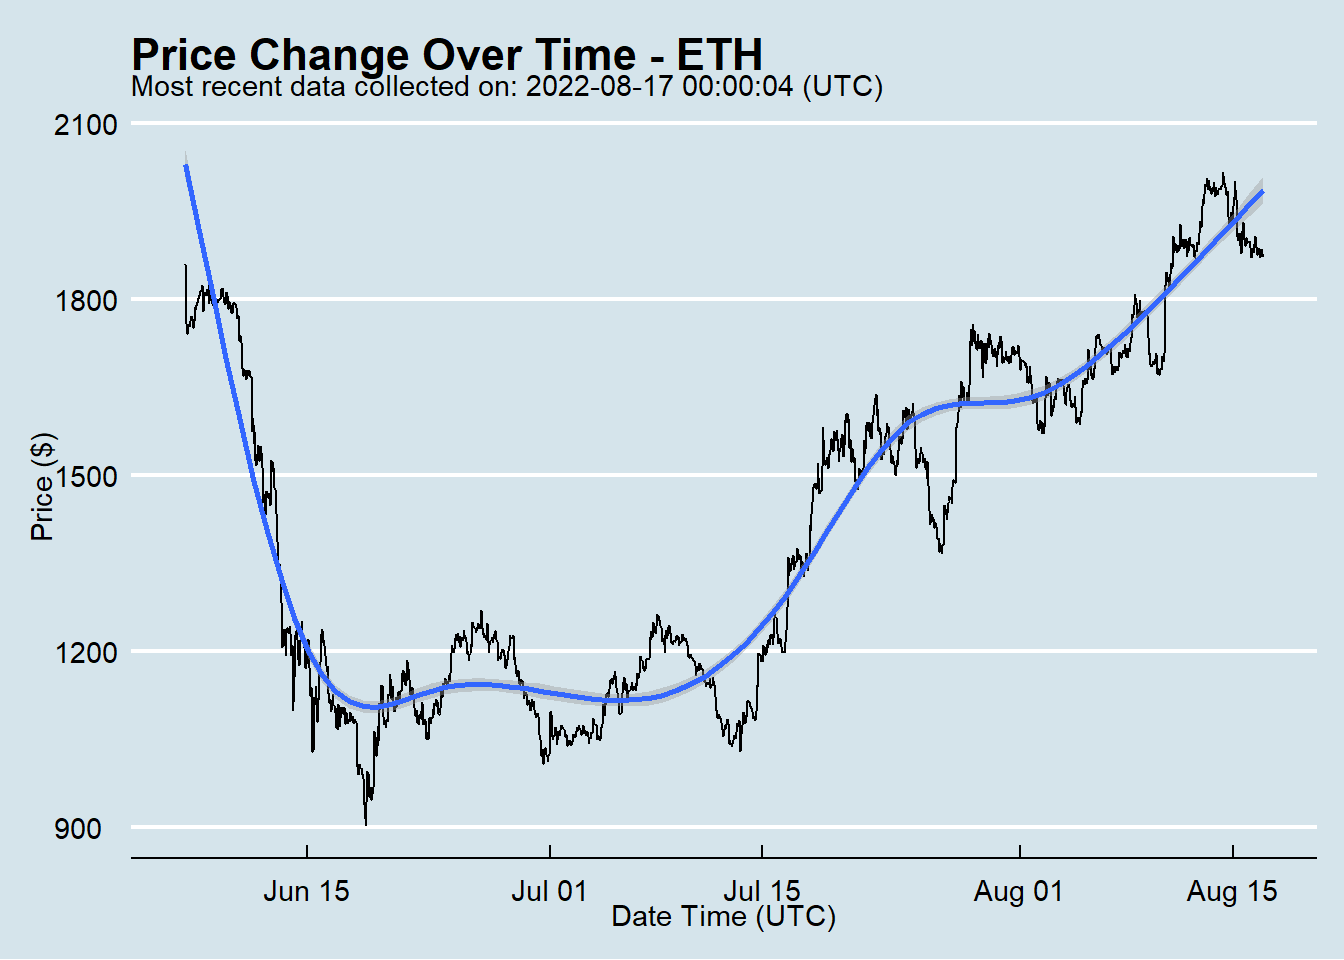 Price Change Over Time - ETH
Most recent data collected on: 2022-08-17 00:00:04 (UTC)
2100
1800
1500
1200
900
Price ($)
Jun 15
Jul 01
Jul 15
Aug 01
Aug 15
Date Time (UTC)